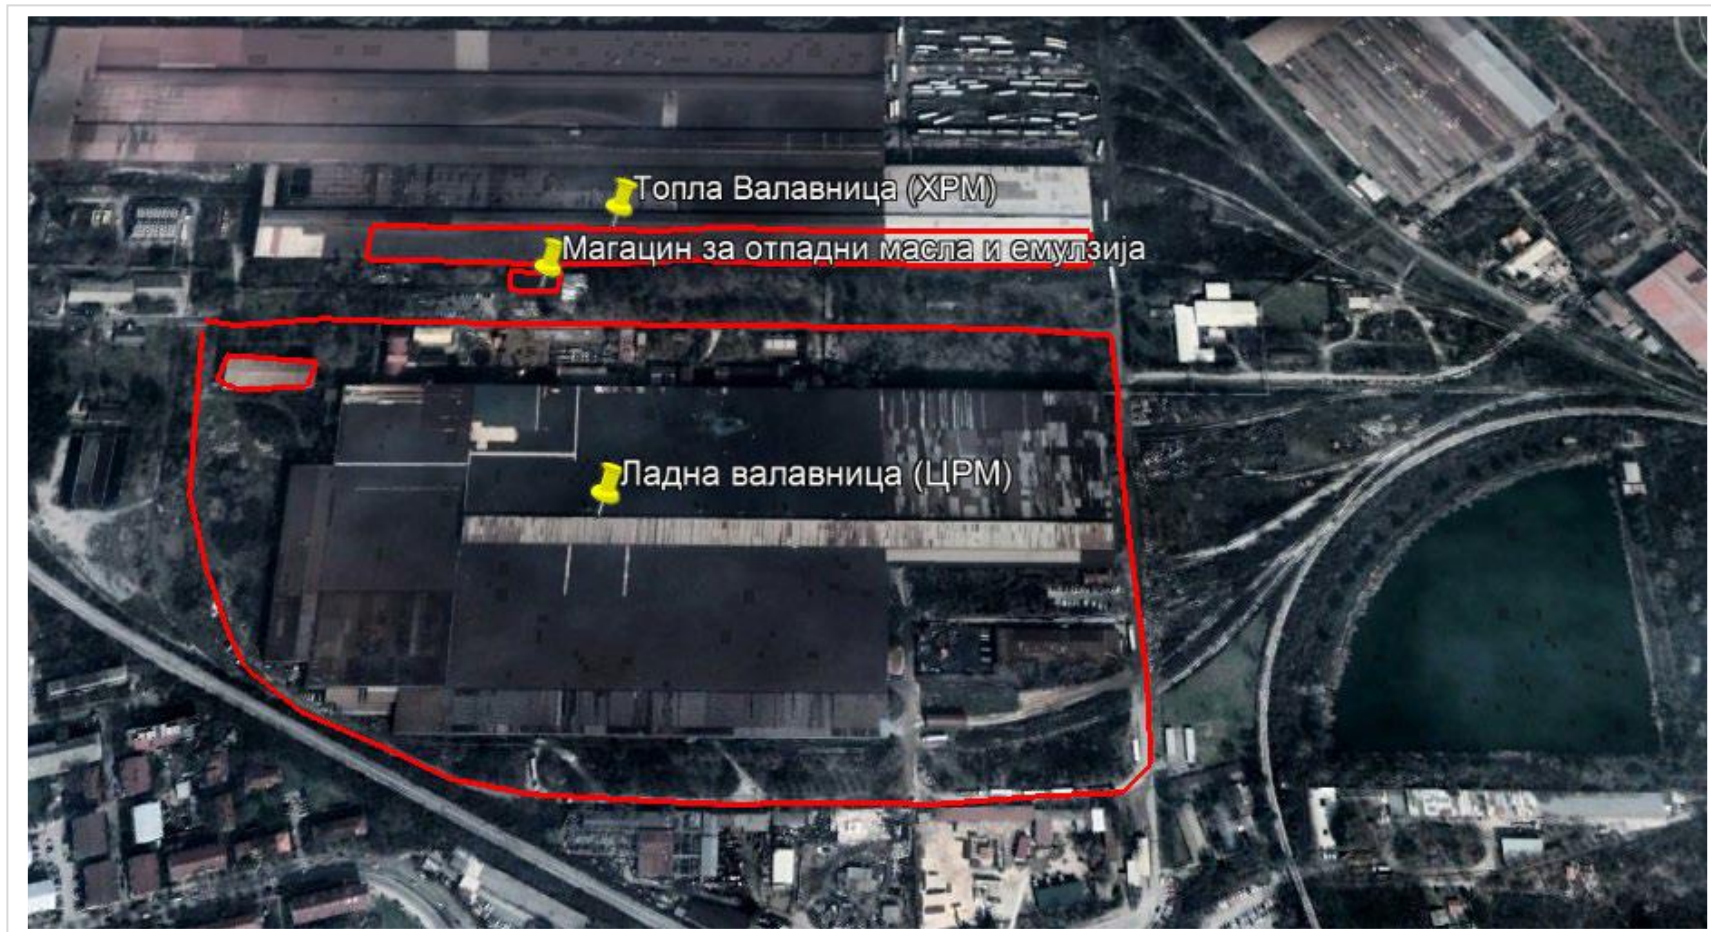 Топла Валавница (ХРМ)
Магацин за отпадни масла и емулзија
Ладна валавница (ЦРМ)